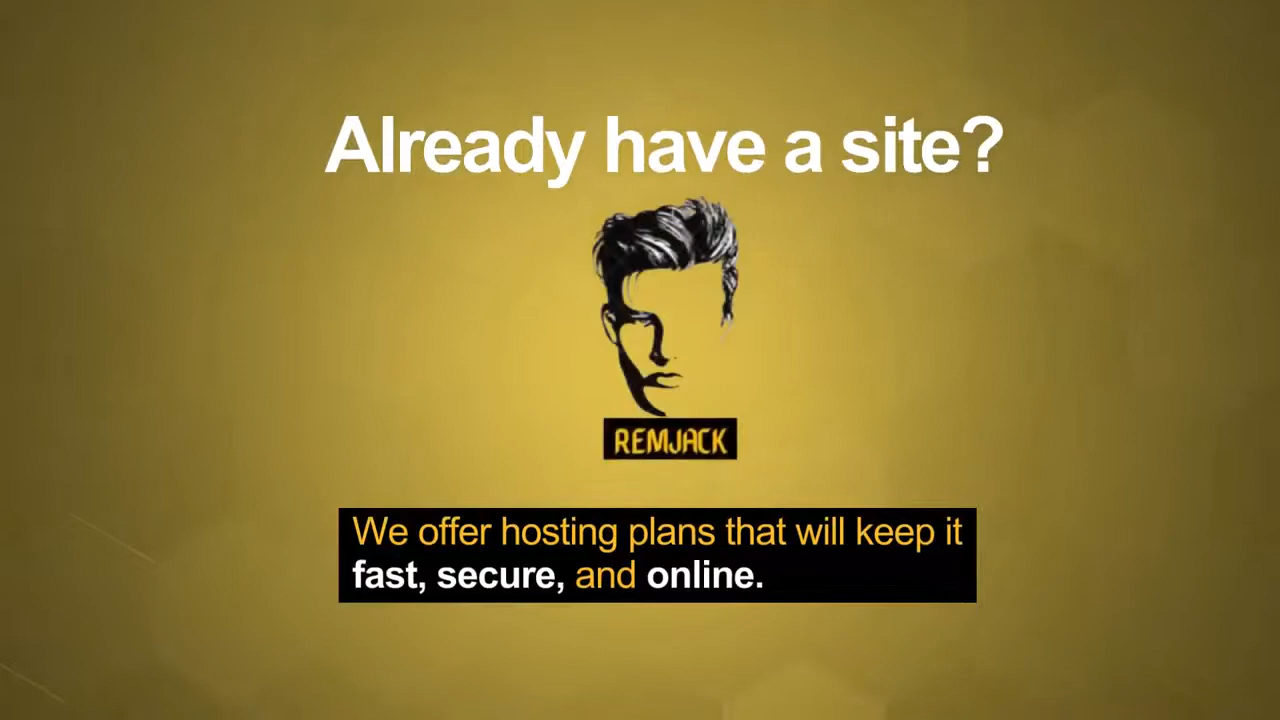 Already have a site?
REMJACK
We offer hosting plans that will keep it
fast, secure, and online.